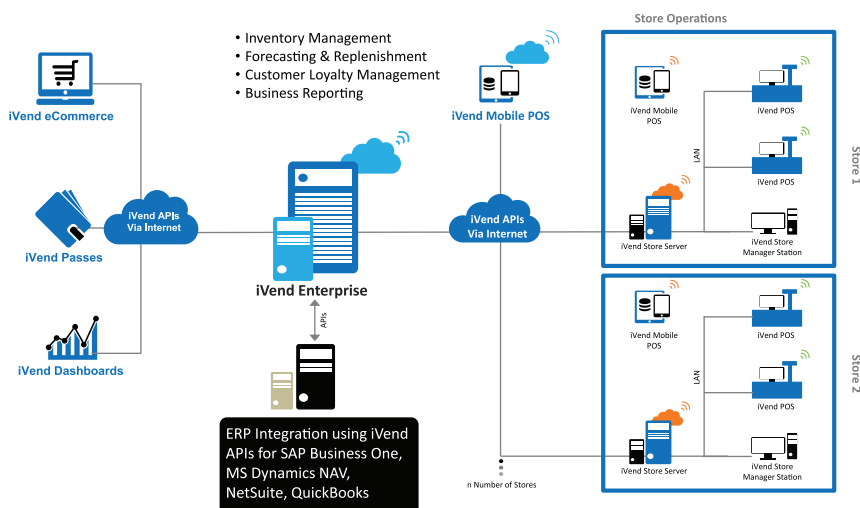 Store Operations
• Inventory Management
• Forecasting & Replenishment
• Customer Loyalty Management
• Business Reporting
iVend eCommerce
iVend Mobile POS
iVend APIs
Via Internet
iVend Passes
iVend Enterprise
iVend APIs
Via Internet
iVend Dashboards
APIs
ERP Integration using iVend
APIs for SAP Business One,
MS Dynamics NAV,
NetSuite, QuickBooks
n Number of Stores
iVend Mobile
POS
iVend POS
LAN
iVend POS
iVend Store Server
iVend Store
Manager Station
Store 1
iVend Mobile
POS
iVend POS
LAN
iVend POS
iVend Store Server
iVend Store
Manager Station
Store 2